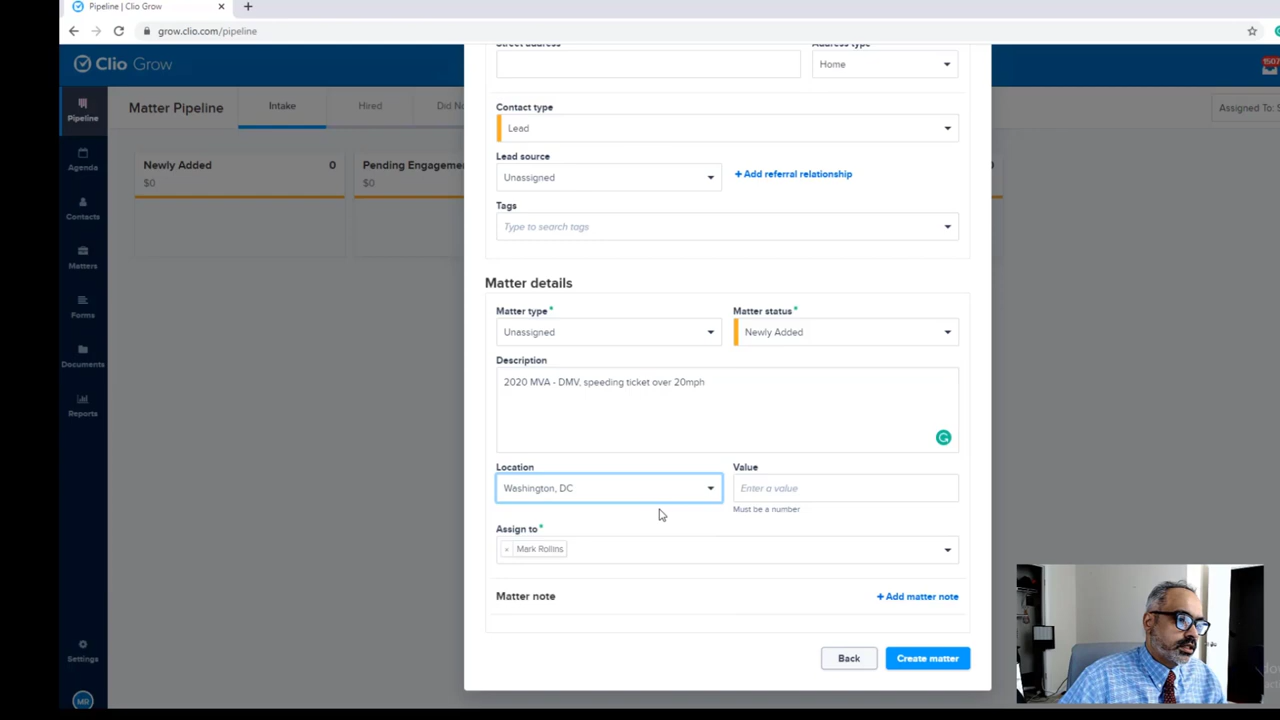 Pipeline | Clio Grow
grow.clio.com/pipeline
Clio Grow
1507
Pipeline
Agenda
Contacts
Matters
Forms
Documents
Reports
Settings
MR
Matter Pipeline
Intake
Hired
Did No
Assigned To: S
Newly Added 0
$0
Pending Engageme
$0
0
Street address
Address type
Home
Contact type
Lead
Lead source
Unassigned
+ Add referral relationship
Tags
Type to search tags
Matter details
Matter type*
Matter status*
Unassigned
Newly Added
Description
2020 MVA - DMV, speeding ticket over 20mph
Location
Value
Washington, DC
Enter a value
Must be a number
Assign to*
× Mark Rollins
Matter note
+ Add matter note
Back
Create matter